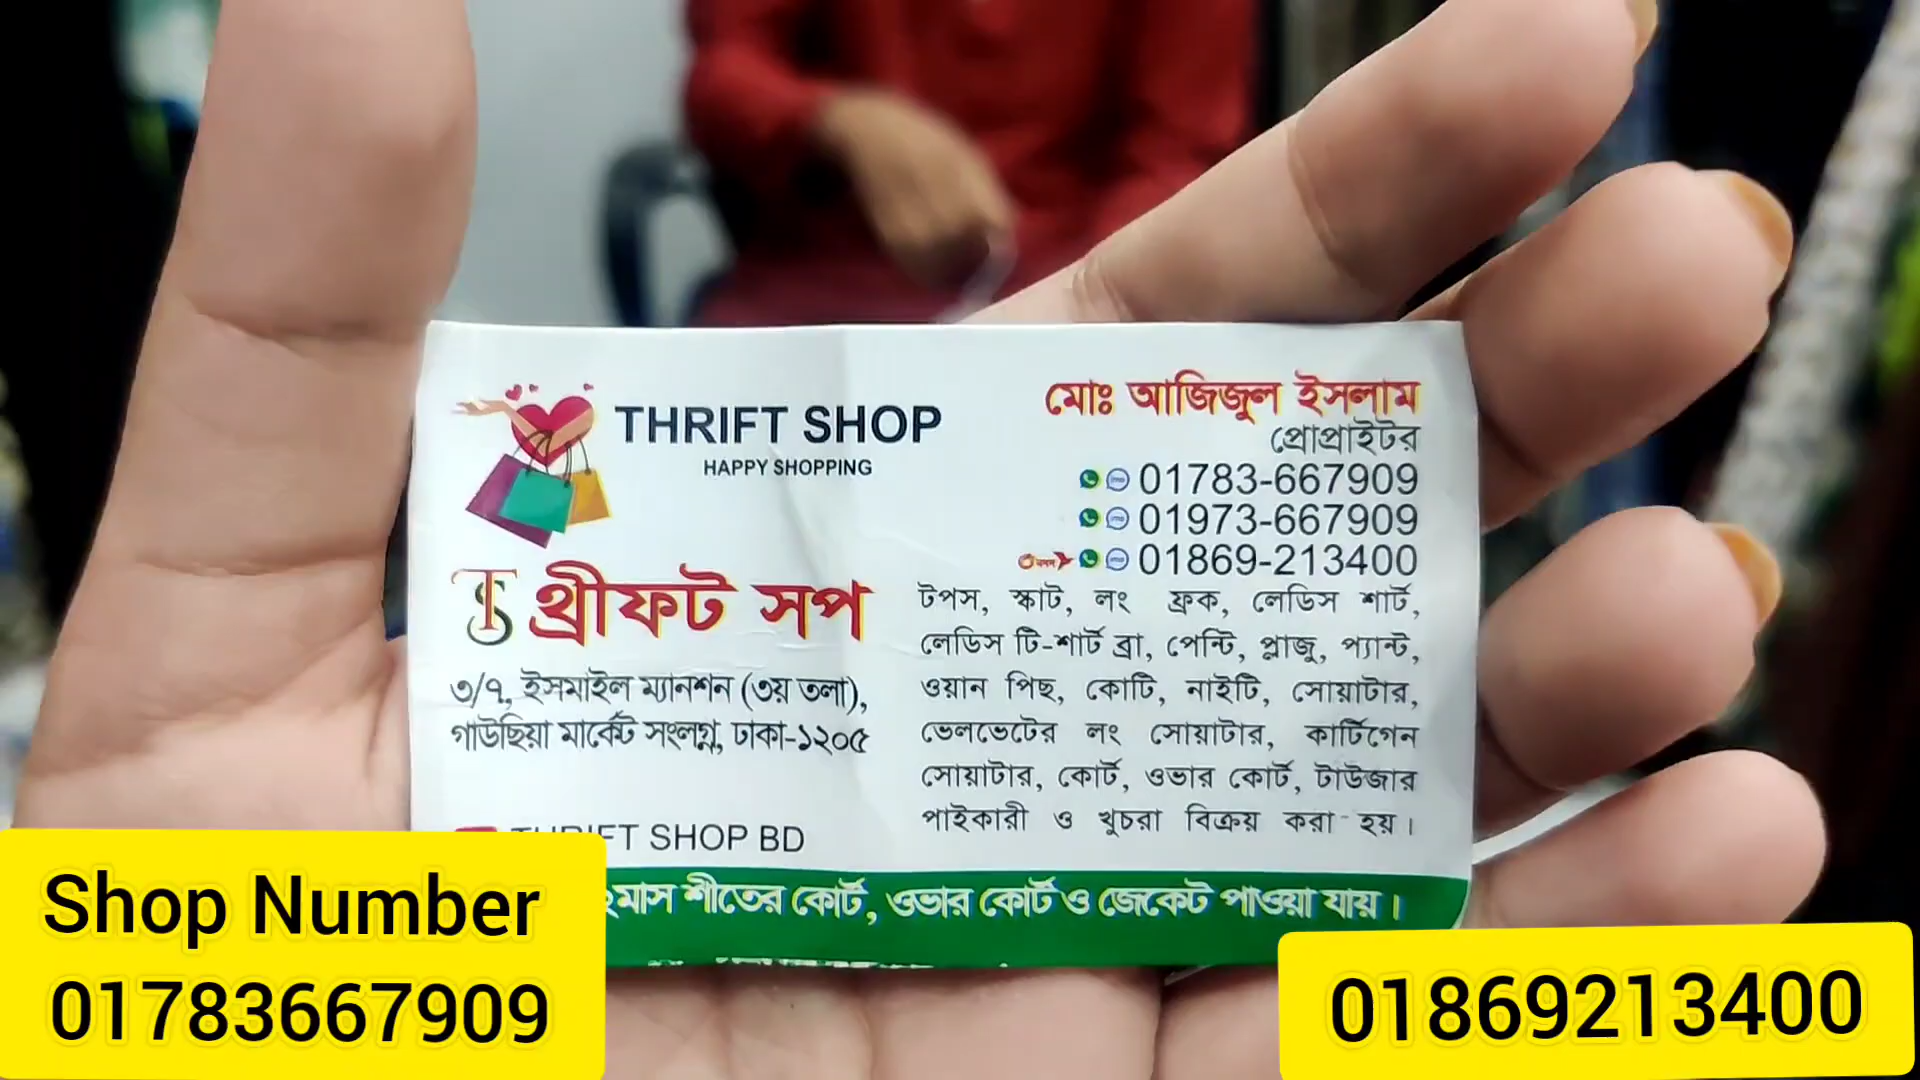 THRIFT SHOP
HAPPY SHOPPING
থ্রীফট সপ
৩/৭, ইসমাইল ম্যানশন (৩য় তলা),
গাউছিয়া মার্কেট সংলগ্ন, ঢাকা-১২০৫
SHOP BD
মোঃ আজিজুল ইসলাম
প্রোপ্রাইটর
01783-667909
01973-667909
01869-213400
টপস, স্কাট, লং ফ্রক, লেডিস শার্ট,
লেডিস টি-শার্ট ব্রা, পেন্টি, প্লাজু, প্যান্ট,
ওয়ান পিছ, কোটি, নাইটি, সোয়াটার,
ভেলভেটের লং সোয়াটার, কার্টিগেন
সোয়াটার, কোর্ট, ওভার কোর্ট, টাউজার
পাইকারী ও খুচরা বিক্রয় করা হয়।
শীতের কোর্ট, ওভার কোর্ট ও জেকেট পাওয়া যায়।
Shop Number
01783667909
01869213400